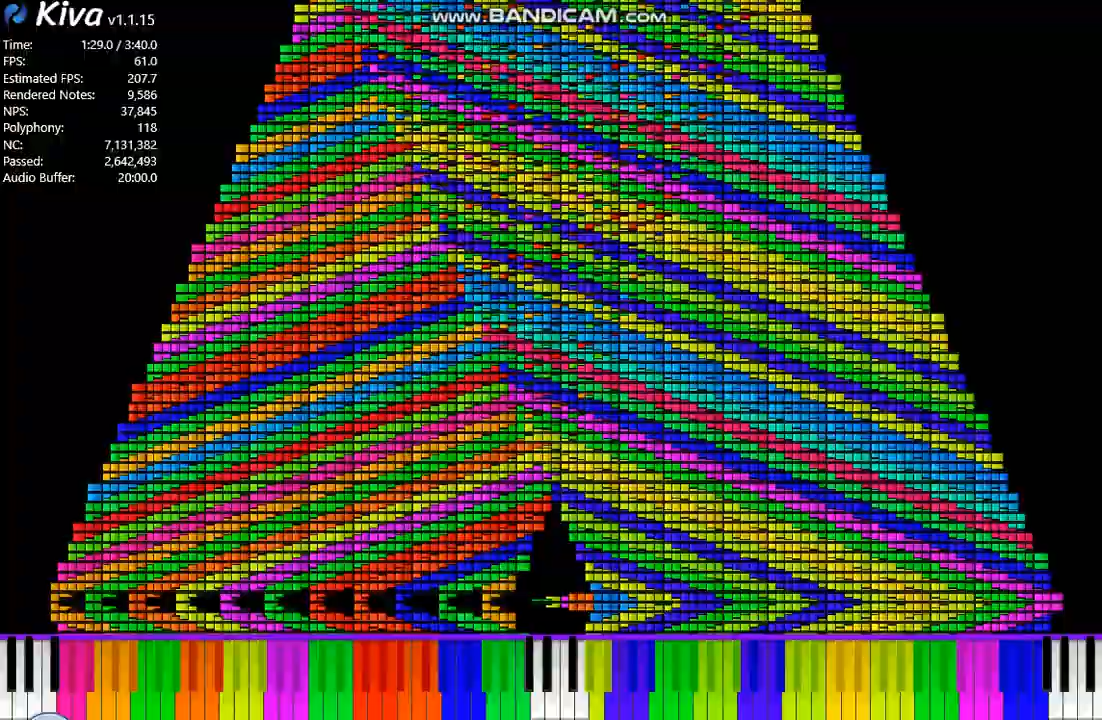 Kiva v1.1.15
www.BANDICAM.com
Time: 1:29.0 / 3:40.0
FPS: 61.0
Estimated FPS: 207.7
Rendered Notes: 9,586
NPS: 37,845
Polyphony: 118
NC: 7,131,382
Passed: 2,642,493
Audio Buffer: 20:00.0